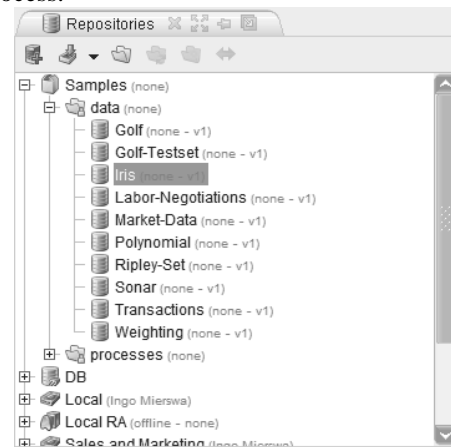 ocess.
Repositories
Samples (none)
data (none)
Golf (none - v1)
Golf-Testset (none - v1)
Iris (none - v1)
Labor-Negotiations (none - v1)
Market-Data (none - v1)
Polynomial (none - v1)
Ripley-Set (none - v1)
Sonar (none - v1)
Transactions (none - v1)
Weighting (none - v1)
processes (none)
DB
Local (Ingo Mierswa)
Local RA (offline - none)
Sales and Marketing (Ingo Mierswa)